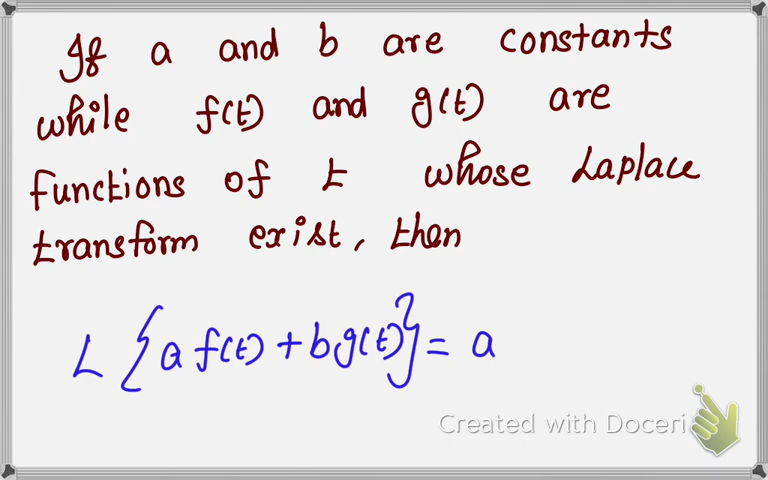 If a and b are constants
while f(t) and g(t) are
functions of t whose Laplace
transform exist, then
L {a f(t) + b g(t)} = a
Created with Doceri